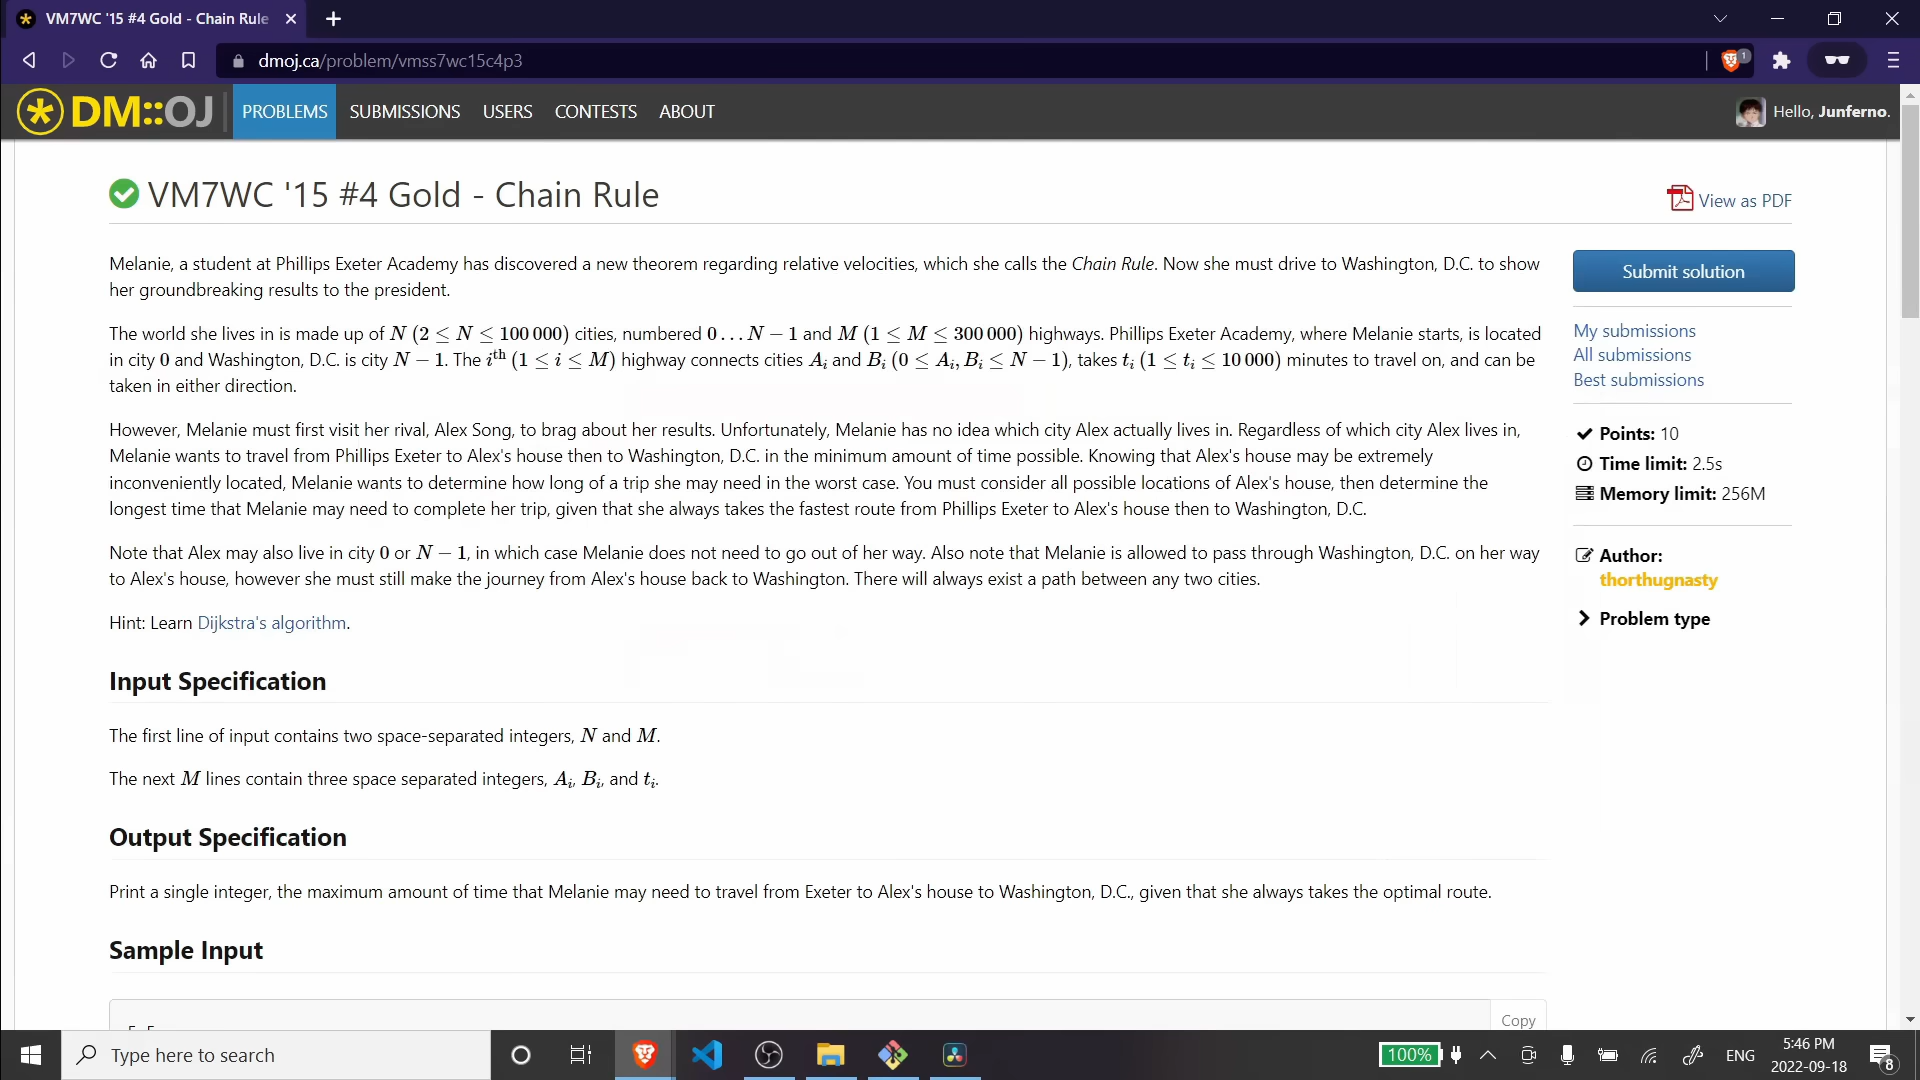 VM7WC '15 #4 Gold - Chain Rule
dmoj.ca/problem/vmss7wc15c4p3
1
DM::OJ
PROBLEMS SUBMISSIONS USERS CONTESTS ABOUT
Hello, Junferno.
VM7WC '15 #4 Gold - Chain Rule
View as PDF
Melanie, a student at Phillips Exeter Academy has discovered a new theorem regarding relative velocities, which she calls the Chain Rule. Now she must drive to Washington, D.C. to show
her groundbreaking results to the president.
The world she lives in is made up of N (2 ≤ N ≤ 100 000) cities, numbered 0 … N − 1 and M (1 ≤ M ≤ 300 000) highways. Phillips Exeter Academy, where Melanie starts, is located
in city 0 and Washington, D.C. is city N − 1. The iᵗʰ (1 ≤ i ≤ M) highway connects cities Aᵢ and Bᵢ (0 ≤ Aᵢ, Bᵢ ≤ N − 1), takes tᵢ (1 ≤ tᵢ ≤ 10 000) minutes to travel on, and can be
taken in either direction.
However, Melanie must first visit her rival, Alex Song, to brag about her results. Unfortunately, Melanie has no idea which city Alex actually lives in. Regardless of which city Alex lives in,
Melanie wants to travel from Phillips Exeter to Alex's house then to Washington, D.C. in the minimum amount of time possible. Knowing that Alex's house may be extremely
inconveniently located, Melanie wants to determine how long of a trip she may need in the worst case. You must consider all possible locations of Alex's house, then determine the
longest time that Melanie may need to complete her trip, given that she always takes the fastest route from Phillips Exeter to Alex's house then to Washington, D.C.
Note that Alex may also live in city 0 or N − 1, in which case Melanie does not need to go out of her way. Also note that Melanie is allowed to pass through Washington, D.C. on her way
to Alex's house, however she must still make the journey from Alex's house back to Washington. There will always exist a path between any two cities.
Hint: Learn Dijkstra's algorithm.
Input Specification
The first line of input contains two space-separated integers, N and M.
The next M lines contain three space separated integers, Aᵢ, Bᵢ, and tᵢ.
Output Specification
Print a single integer, the maximum amount of time that Melanie may need to travel from Exeter to Alex's house to Washington, D.C., given that she always takes the optimal route.
Sample Input
Copy
Submit solution
My submissions
All submissions
Best submissions
Points: 10
Time limit: 2.5s
Memory limit: 256M
Author:
thorthugnasty
Problem type
Type here to search
100%
ENG
5:46 PM
2022-09-18
8